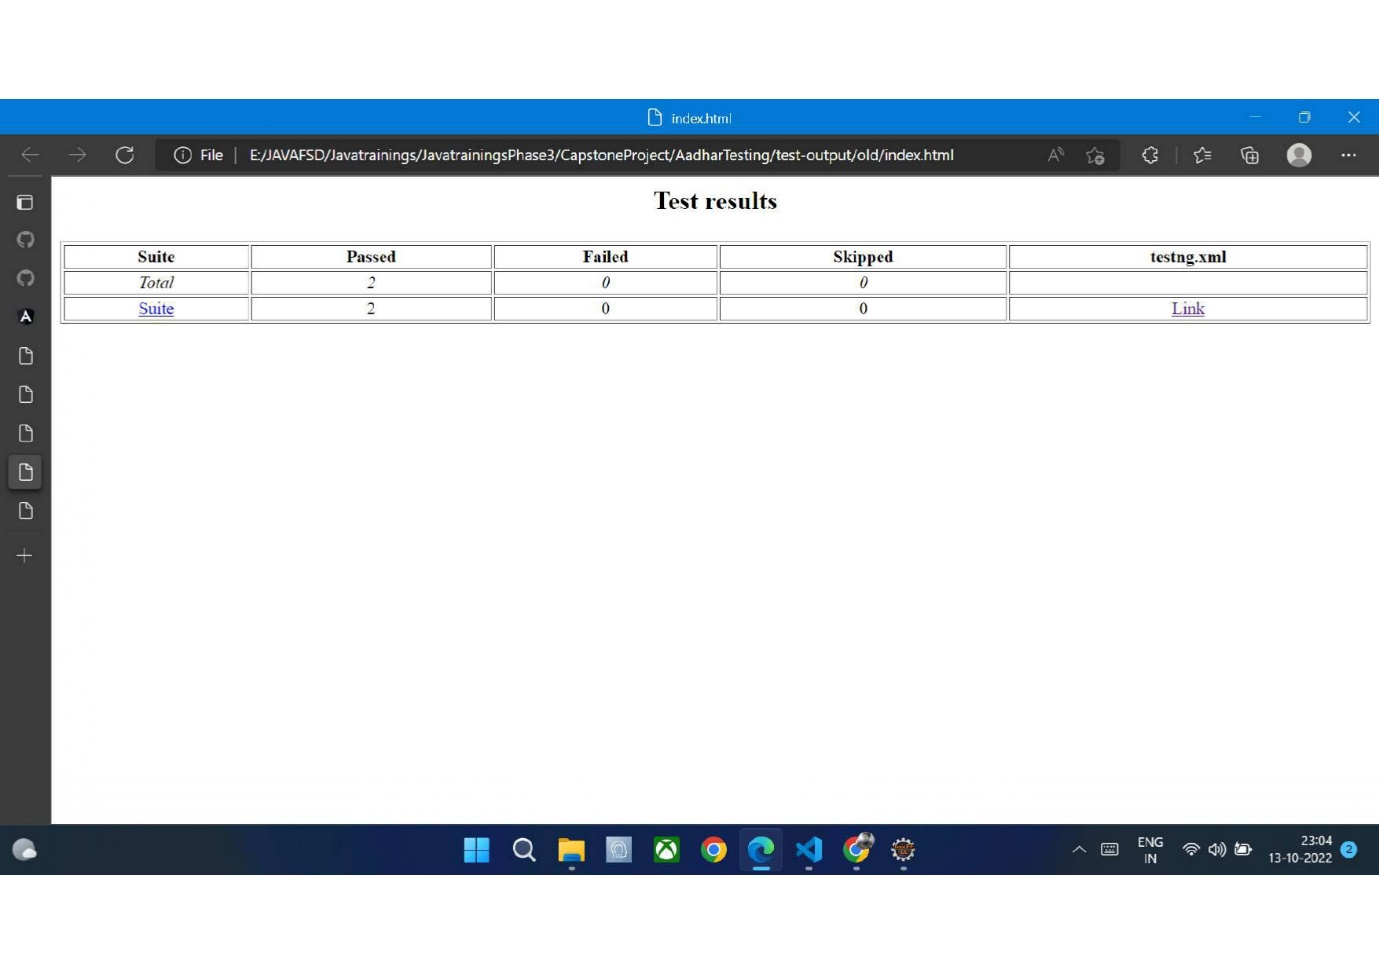 index.html
File | E:/JAVAFSD/Javatrainings/JavatrainingsPhase3/CapstoneProject/AadharTesting/test-output/old/index.html
Test results
Suite Passed Failed Skipped testng.xml
Total 2 0 0
Suite 2 0 0 Link
ENG 23:04
IN 13-10-2022 2